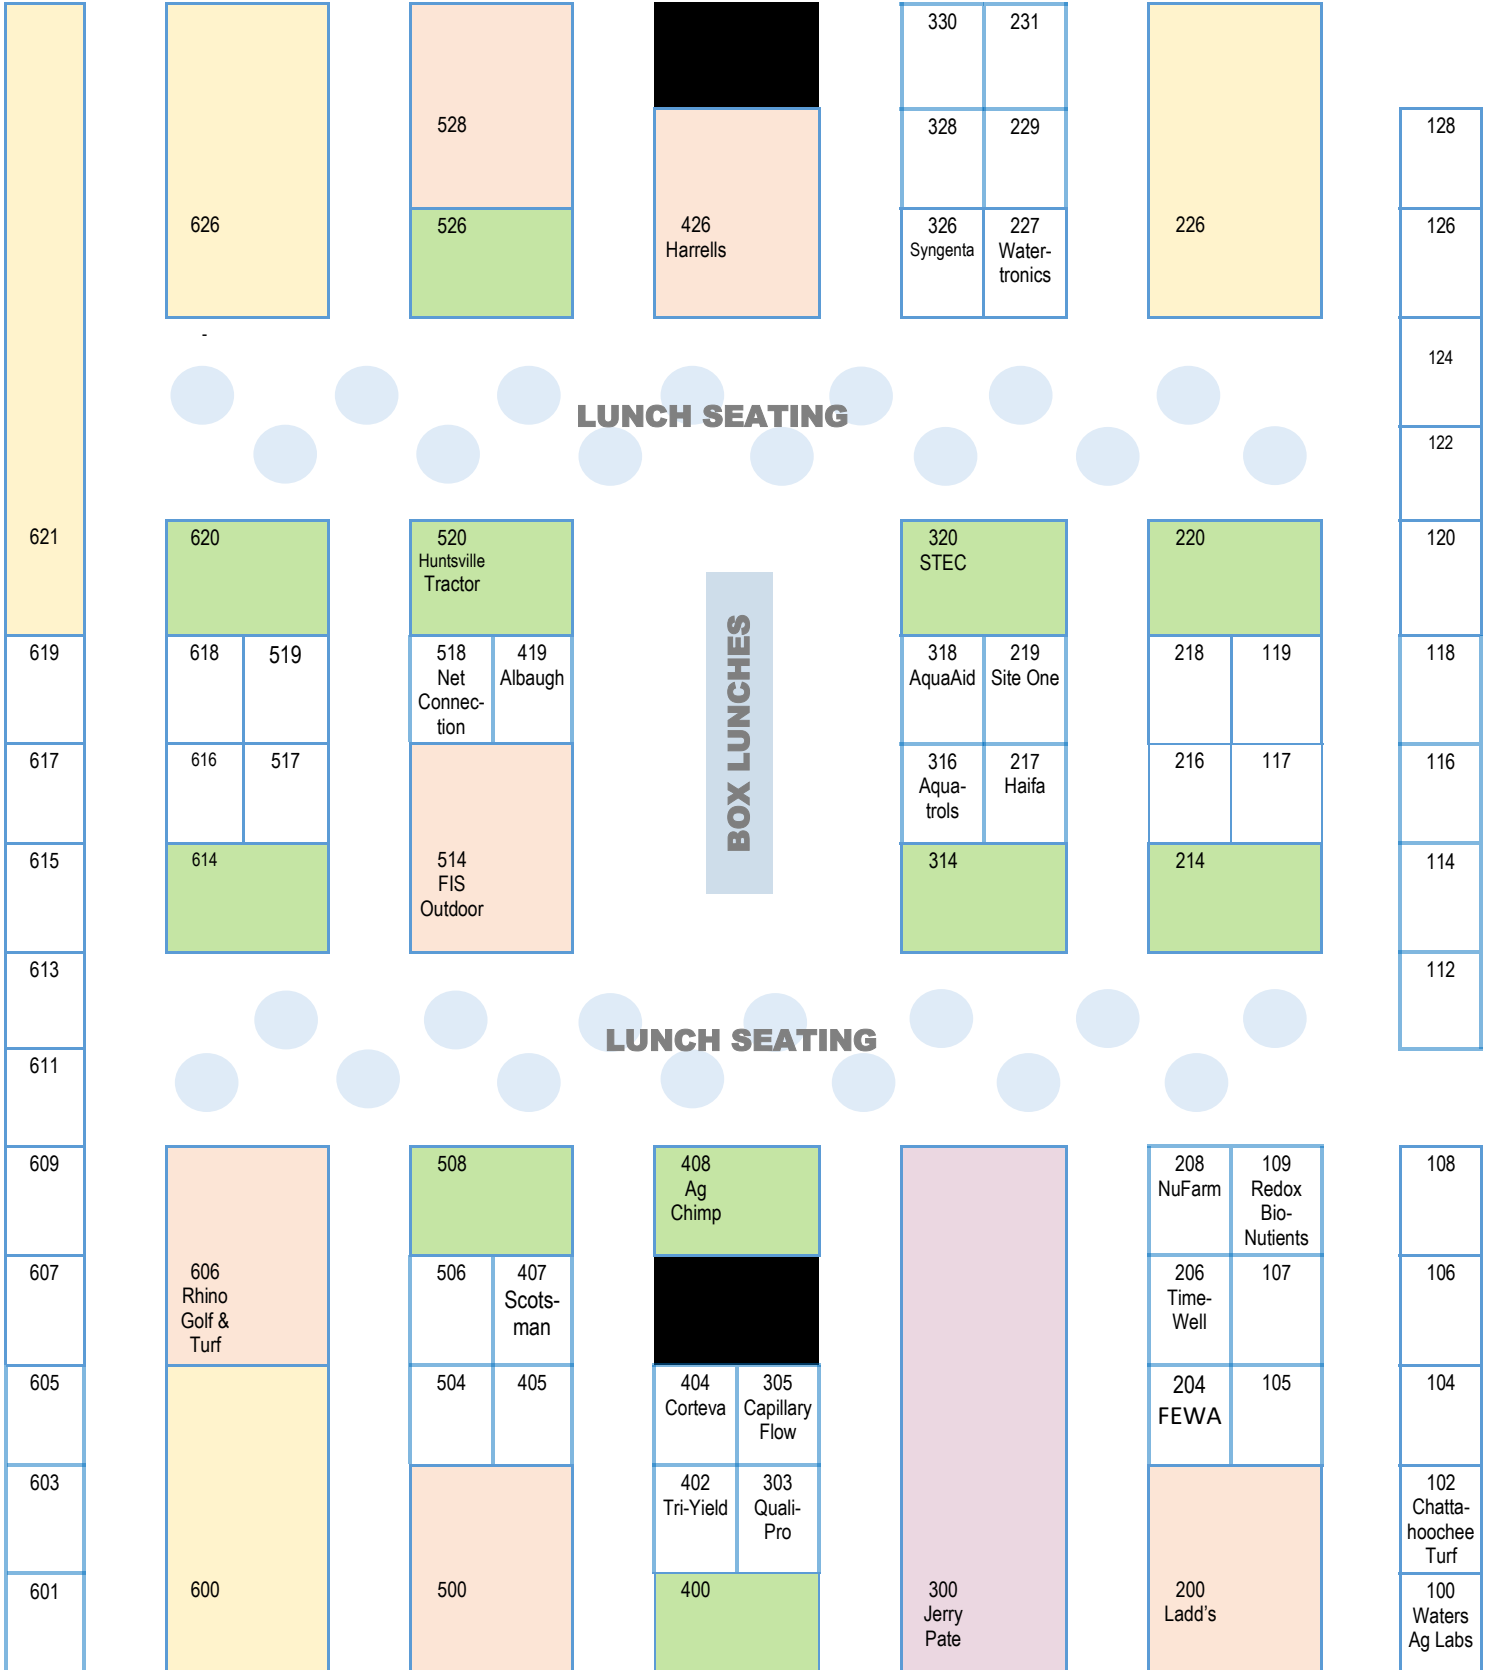 330
231
528
328
229
128
626
526
426
Harrells
326
Syngenta
227
Water-
tronics
226
126
-
124
LUNCH SEATING
122
621
620
520
Huntsville
Tractor
320
STEC
220
120
BOX LUNCHES
619
618
519
518
Net
Connec-
tion
419
Albaugh
318
AquaAid
219
Site One
218
119
118
617
616
517
316
Aqua-
trols
217
Haifa
216
117
116
615
614
514
FIS
Outdoor
314
214
114
613
112
LUNCH SEATING
611
609
508
408
Ag
Chimp
208
NuFarm
109
Redox
Bio-
Nutients
108
607
606
Rhino
Golf &
Turf
506
407
Scots-
man
206
Time-
Well
107
106
605
504
405
404
Corteva
305
Capillary
Flow
204
FEWA
105
104
603
402
Tri-Yield
303
Quali-
Pro
102
Chatta-
hoochee
Turf
601
600
500
400
300
Jerry
Pate
200
Ladd’s
100
Waters
Ag Labs